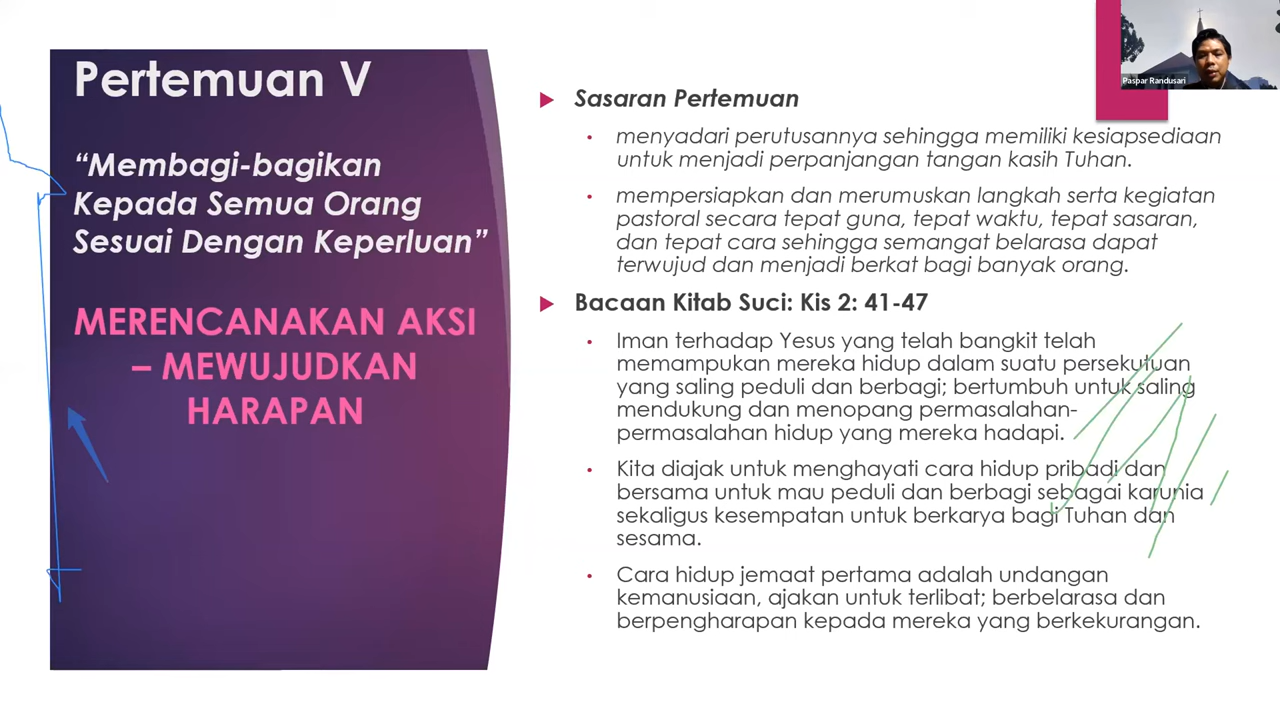 Pertemuan V
“Membagi-bagikan
Kepada Semua Orang
Sesuai Dengan Keperluan”
MERENCANAKAN AKSI
– MEWUJUDKAN
HARAPAN
Sasaran Pertemuan
menyadari perutusannya sehingga memiliki kesiapsediaan
untuk menjadi perpanjangan tangan kasih Tuhan.
mempersiapkan dan merumuskan langkah serta kegiatan
pastoral secara tepat guna, tepat waktu, tepat sasaran,
dan tepat cara sehingga semangat belarasa dapat
terwujud dan menjadi berkat bagi banyak orang.
Bacaan Kitab Suci: Kis 2: 41-47
Iman terhadap Yesus yang telah bangkit telah
memampukan mereka hidup dalam suatu persekutuan
yang saling peduli dan berbagi; bertumbuh untuk saling
mendukung dan menopang permasalahan-
permasalahan hidup yang mereka hadapi.
Kita diajak untuk menghayati cara hidup pribadi dan
bersama untuk mau peduli dan berbagi sebagai karunia
sekaligus kesempatan untuk berkarya bagi Tuhan dan
sesama.
Cara hidup jemaat pertama adalah undangan
kemanusiaan, ajakan untuk terlibat; berbelarasa dan
berpengharapan kepada mereka yang berkekurangan.
Paspar Randusari